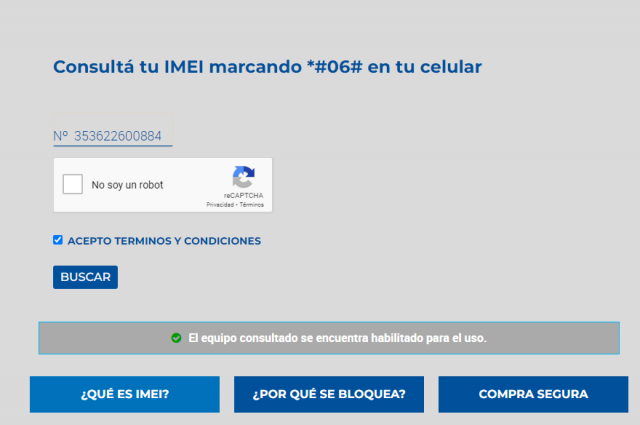 Consultá tu IMEI marcando *#06# en tu celular
Nº 353622600884
No soy un robot
reCAPTCHA
Privacidad - Términos
ACEPTO TERMINOS Y CONDICIONES
BUSCAR
El equipo consultado se encuentra habilitado para el uso.
¿QUÉ ES IMEI?
¿POR QUÉ SE BLOQUEA?
COMPRA SEGURA